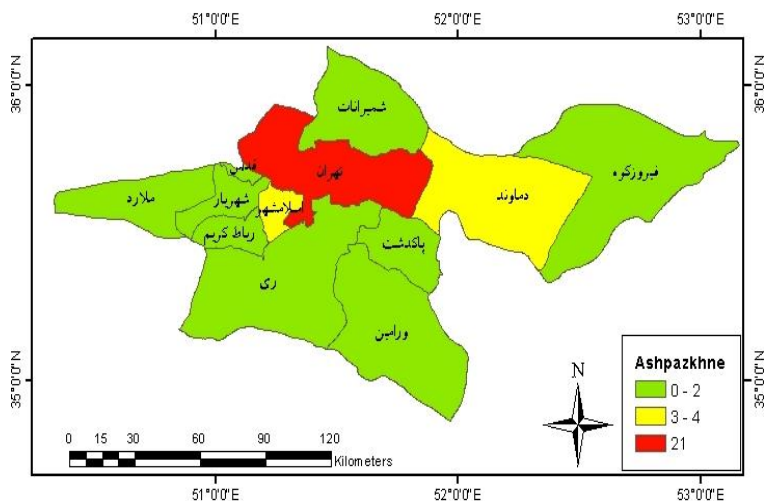 51°0'0"E 52°0'0"E 53°0'0"E
36°0'0"N 36°0'0"N
شمیرانات
قدس
تهران
فیروزکوه
دماوند
ملارد
شهریار
اسلامشهر
رباط کریم
پاکدشت
ری
ورامین
35°0'0"N 35°0'0"N
Ashpazkhne
0 - 2
3 - 4
21
N
0 15 30 60 90 120
Kilometers
51°0'0"E 52°0'0"E 53°0'0"E